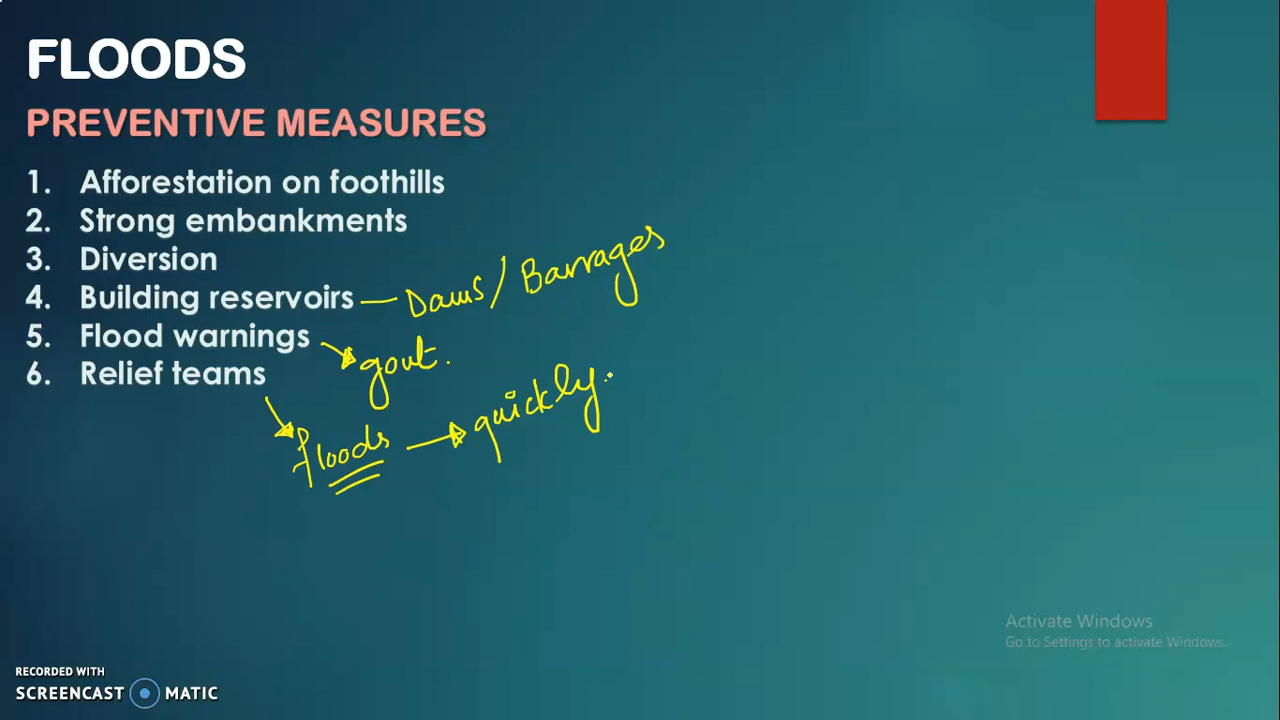 FLOODS
PREVENTIVE MEASURES
1. Afforestation on foothills
2. Strong embankments
3. Diversion
4. Building reservoirs — Dams/Barrages
5. Flood warnings
govt.
6. Relief teams
floods → quickly.
Activate Windows
Go to Settings to activate Windows.
RECORDED WITH
SCREENCAST MATIC